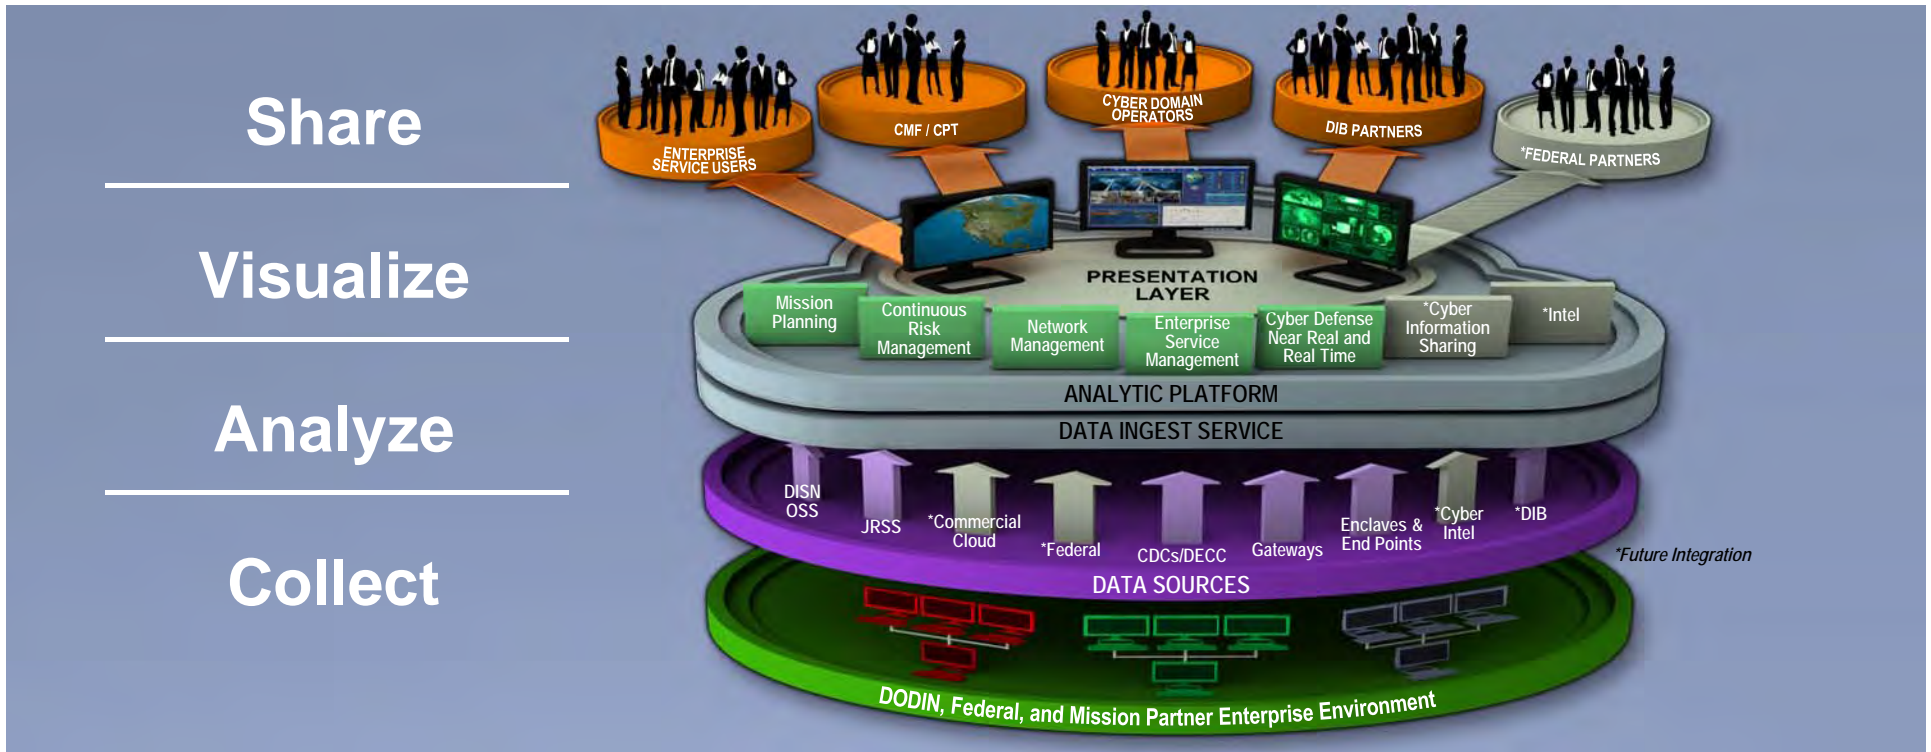 Share
Visualize
Analyze
Collect
ENTERPRISE
SERVICE USERS
CMF / CPT
CYBER DOMAIN
OPERATORS
DIB PARTNERS
*FEDERAL PARTNERS
PRESENTATION
LAYER
Mission
Planning
Continuous
Risk
Management
Network
Management
Enterprise
Service
Management
Cyber Defense
Near Real and
Real Time
*Cyber
Information
Sharing
*Intel
ANALYTIC PLATFORM
DATA INGEST SERVICE
DISN
OSS
JRSS
*Commercial
Cloud
*Federal
CDCs/DECC
Gateways
Enclaves &
End Points
*Cyber
Intel
*DIB
DATA SOURCES
*Future Integration
DODIN, Federal, and Mission Partner Enterprise Environment